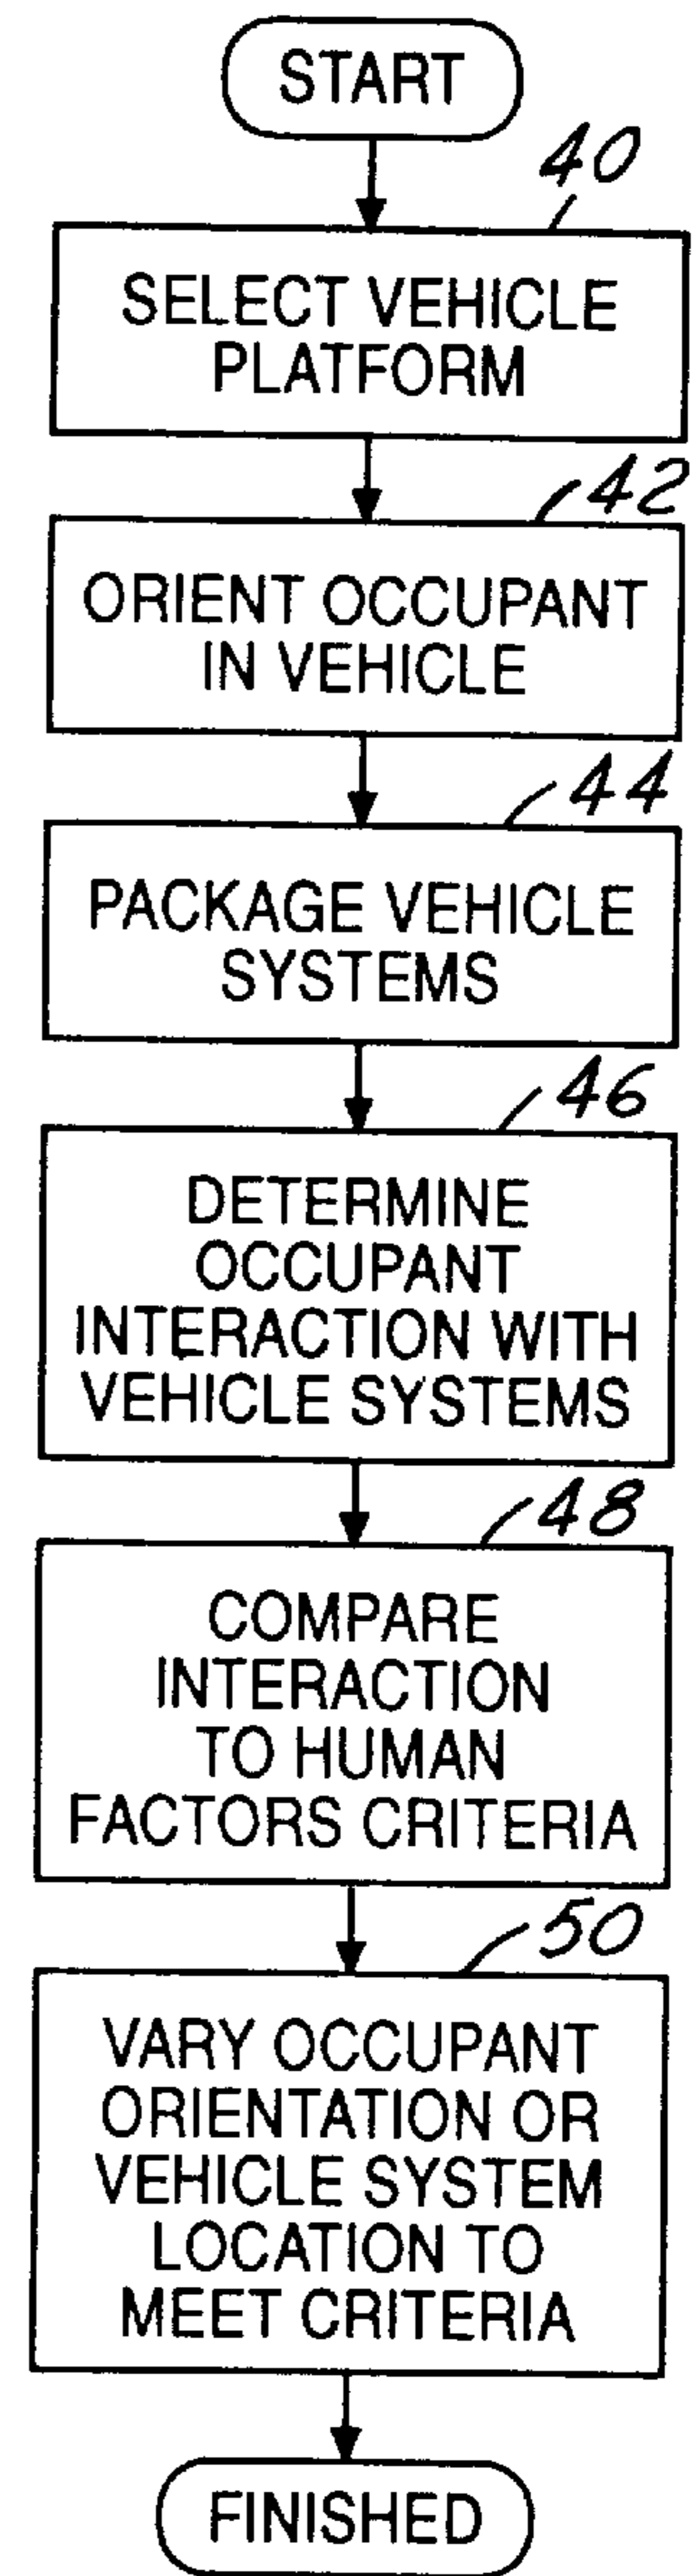 START
40
SELECT VEHICLE
PLATFORM
42
ORIENT OCCUPANT
IN VEHICLE
44
PACKAGE VEHICLE
SYSTEMS
46
DETERMINE
OCCUPANT
INTERACTION WITH
VEHICLE SYSTEMS
48
COMPARE
INTERACTION
TO HUMAN
FACTORS CRITERIA
50
VARY OCCUPANT
ORIENTATION OR
VEHICLE SYSTEM
LOCATION TO
MEET CRITERIA
FINISHED